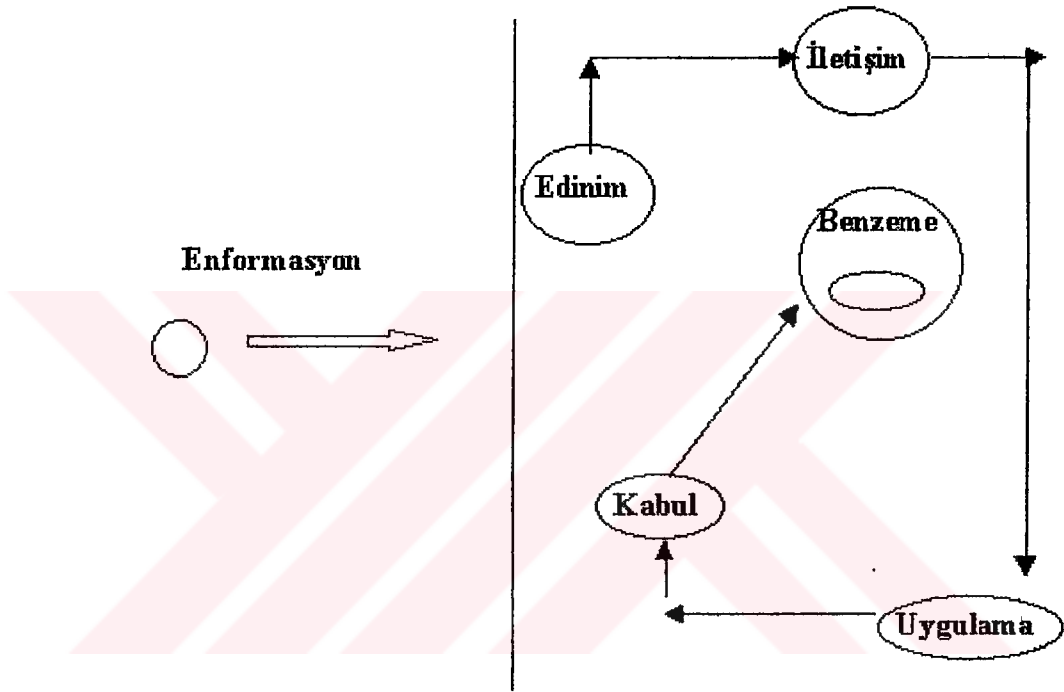 İletişim
Edinim
Benzeme
Enformasyon
Kabul
Uygulama